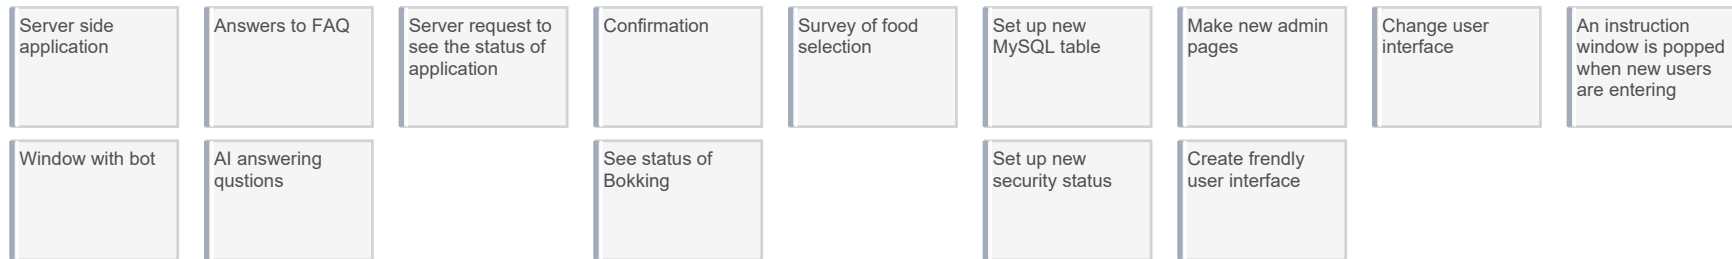 Server side
application
Answers to FAQ
Server request to
see the status of
application
Confirmation
Survey of food
selection
Set up new
MySQL table
Make new admin
pages
Change user
interface
An instruction
window is popped
when new users
are entering
Window with bot
AI answering
qustions
See status of
Bokking
Set up new
security status
Create frendly
user interface